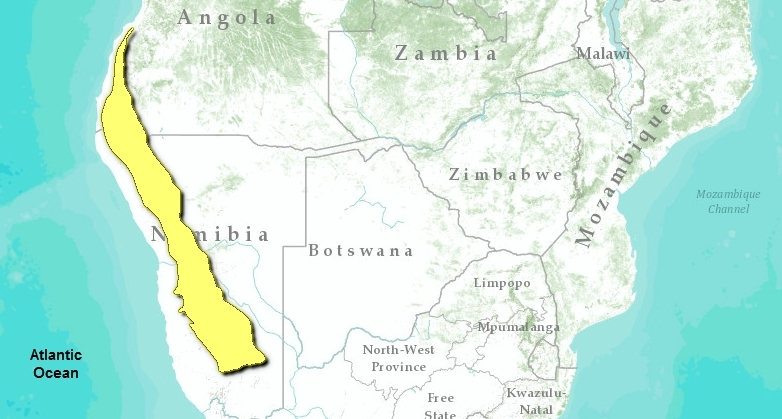 Angola
Zambia
Malawi
Mozambique
Zimbabwe
Mozambique
Channel
Namibia
Botswana
Limpopo
Mpumalanga
North-West
Province
Atlantic
Ocean
Free
State
Kwazulu-
Natal